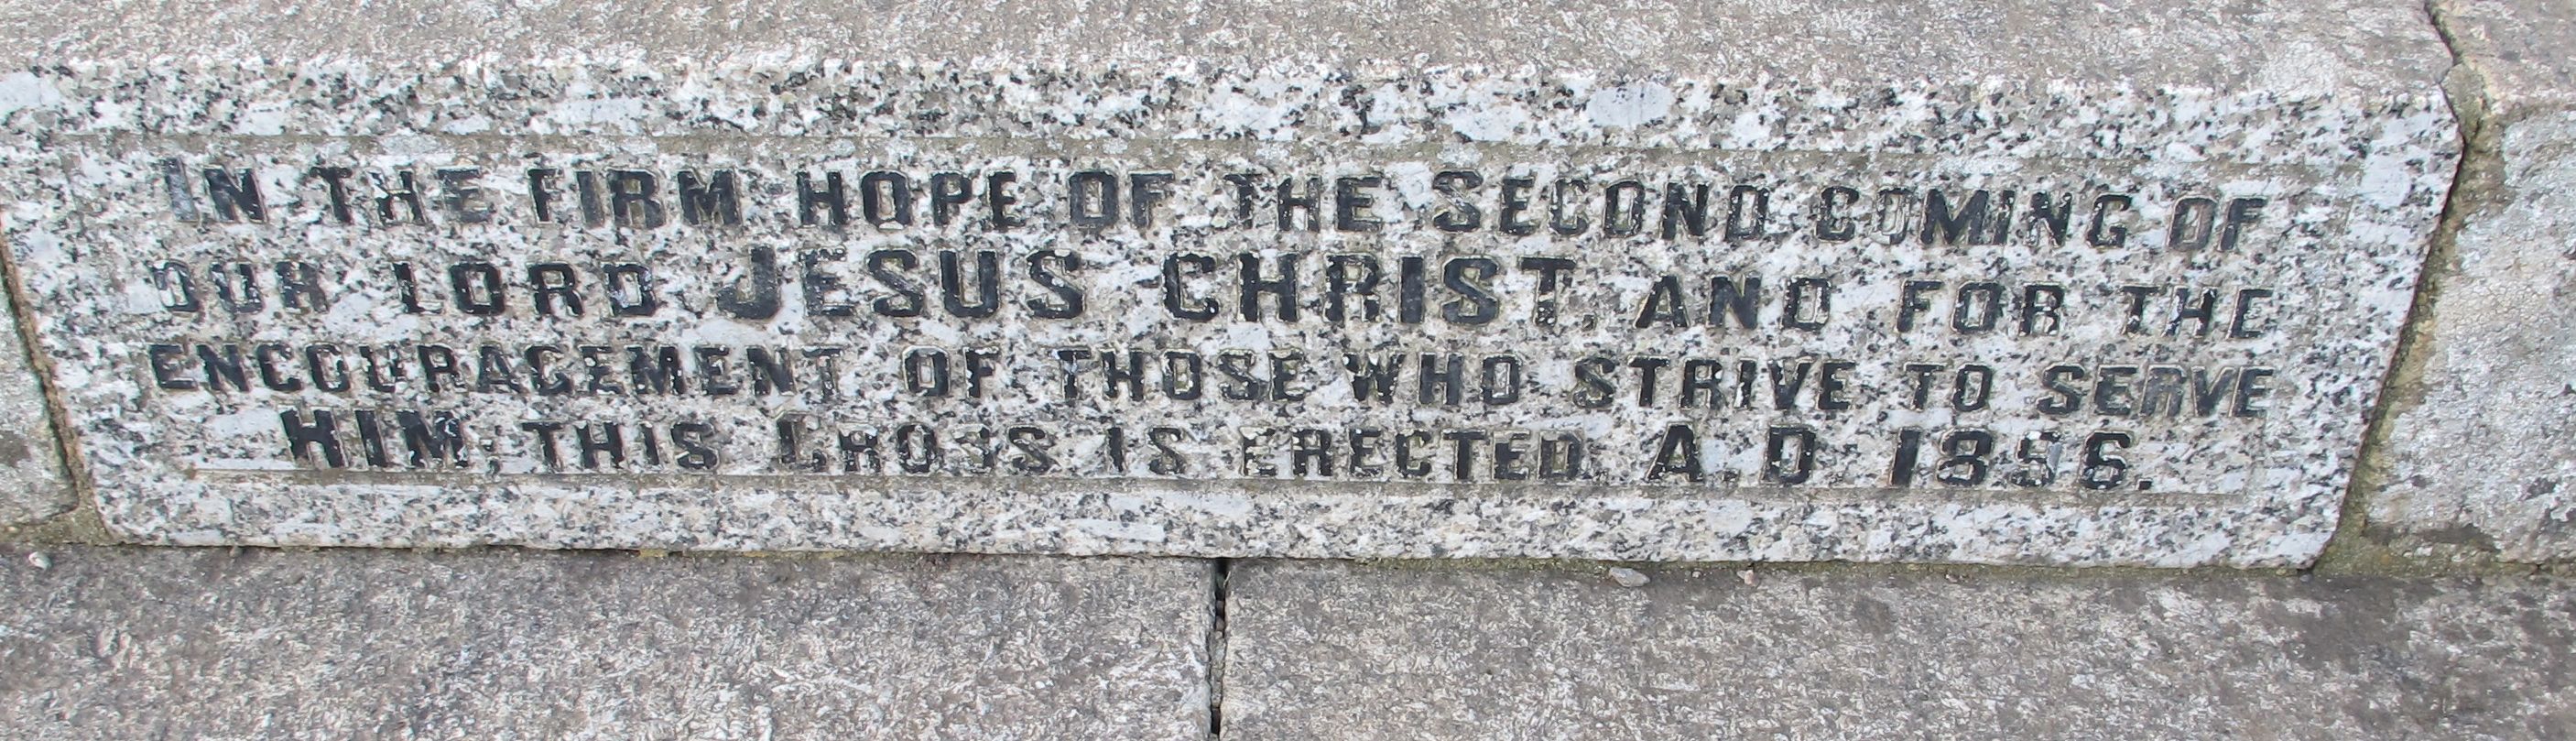 IN THE FIRM HOPE OF THE SECOND COMING OF
OUR LORD JESUS CHRIST, AND FOR THE
ENCOURAGEMENT OF THOSE WHO STRIVE TO SERVE
HIM, THIS CROSS IS ERECTED, A.D. 1896.